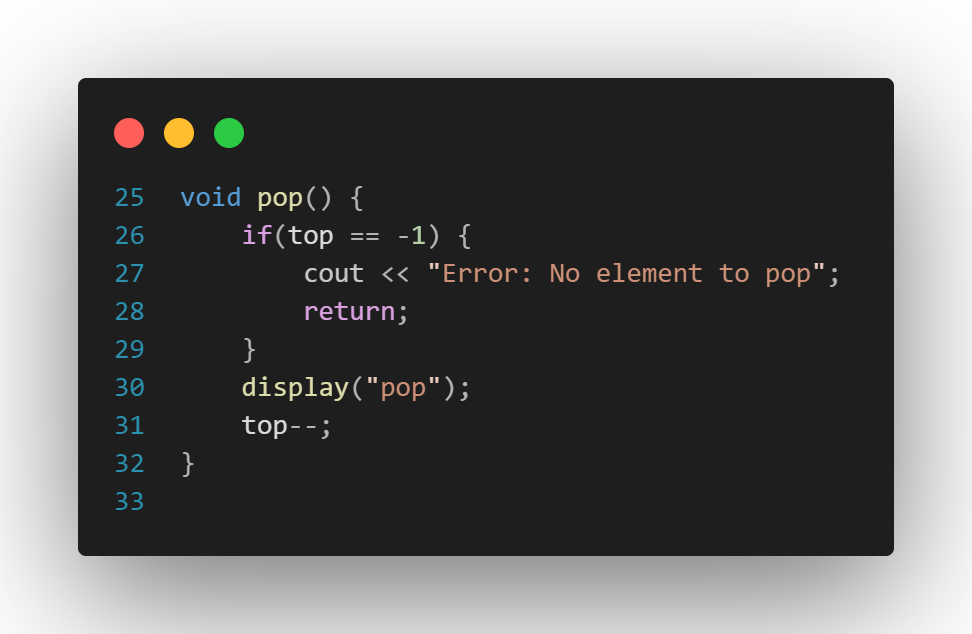 25 void pop() {
26     if(top == -1) {
27         cout << "Error: No element to pop";
28         return;
29     }
30     display("pop");
31     top--;
32 }
33